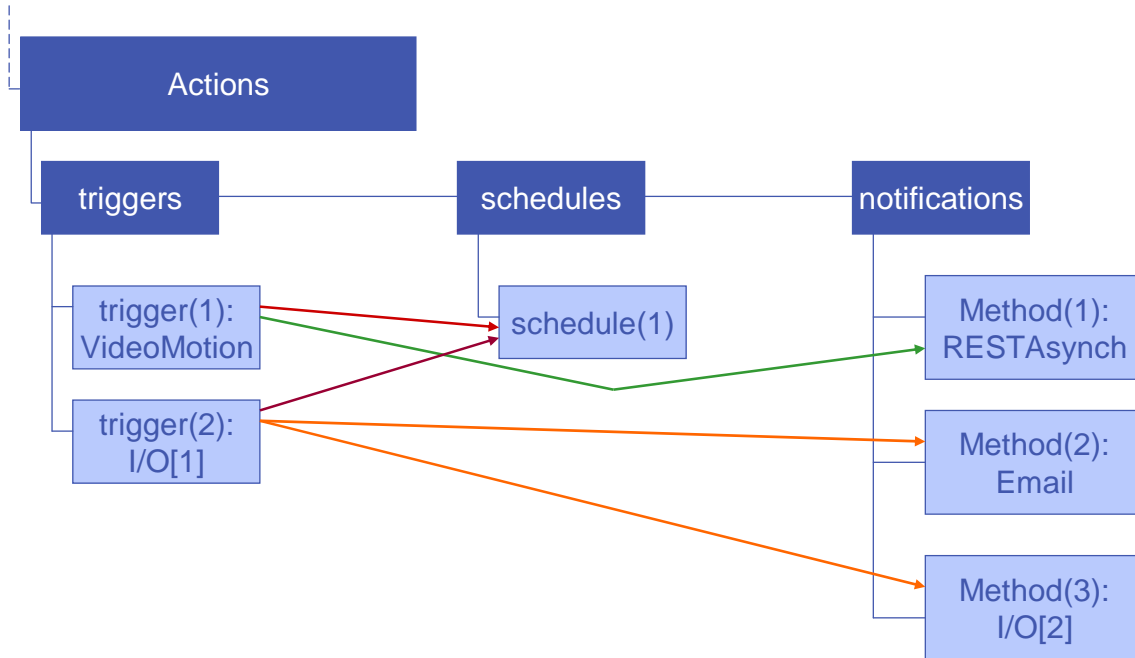 Actions
triggers
schedules
notifications
trigger(1):
VideoMotion
schedule(1)
Method(1):
RESTAsynch
trigger(2):
I/O[1]
Method(2):
Email
Method(3):
I/O[2]